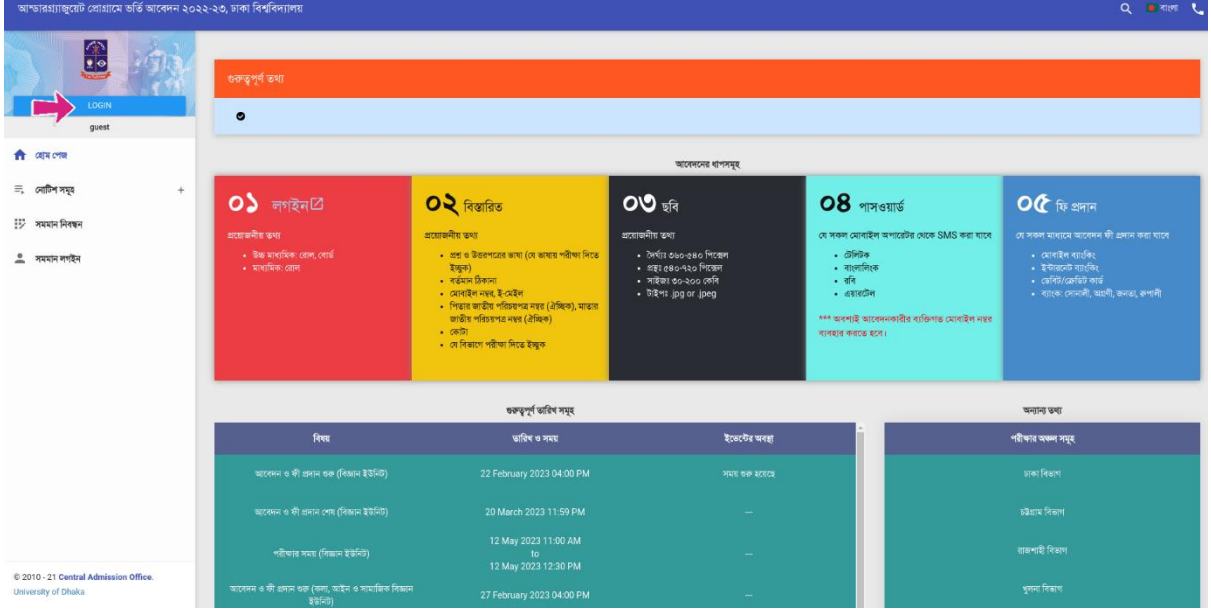 আন্ডারগ্র্যাজুয়েট প্রোগ্রামে ভর্তি আবেদন ২০২২-২৩, ঢাকা বিশ্ববিদ্যালয়
বাংলা
LOGIN
guest
হোম পেজ
নোটিশ সমূহ +
সমমান নিবন্ধন
সমমান লগইন
© 2010 - 21 Central Admission Office.
University of Dhaka
গুরুত্বপূর্ণ তথ্য
আবেদনের ধাপসমূহ
০১ লগইন
প্রয়োজনীয় তথ্য
• উচ্চ মাধ্যমিক: রোল, বোর্ড
• মাধ্যমিক: রোল
০২ বিস্তারিত
প্রয়োজনীয় তথ্য
• প্রশ্ন ও উত্তরপত্রের ভাষা (যে ভাষায় পরীক্ষা দিতে
ইচ্ছুক)
• বর্তমান ঠিকানা
• মোবাইল নম্বর, ই-মেইল
• পিতার জাতীয় পরিচয়পত্র নম্বর (ঐচ্ছিক), মাতার
জাতীয় পরিচয়পত্র নম্বর (ঐচ্ছিক)
• কোটা
• যে বিভাগে পরীক্ষা দিতে ইচ্ছুক
০৩ ছবি
প্রয়োজনীয় তথ্য
• দৈর্ঘ্যঃ ৩৬০-৫৪০ পিক্সেল
• প্রস্থঃ ৫৪০-৭২০ পিক্সেল
• সাইজঃ ৩০-২০০ কেবি
• টাইপঃ .jpg or .jpeg
০৪ পাসওয়ার্ড
যে সকল মোবাইল অপারেটর থেকে SMS করা যাবে
• টেলিটক
• বাংলালিংক
• রবি
• এয়ারটেল
*** অবশ্যই আবেদনকারীর ব্যক্তিগত মোবাইল নম্বর
ব্যবহার করতে হবে।
০৫ ফি প্রদান
যে সকল মাধ্যমে আবেদন ফী প্রদান করা যাবে
• মোবাইল ব্যাংকিং
• ইন্টারনেট ব্যাংকিং
• ডেবিট/ক্রেডিট কার্ড
• ব্যাংক: সোনালী, অগ্রণী, জনতা, রুপালী
গুরুত্বপূর্ণ তারিখ সমূহ
বিষয় তারিখ ও সময় ইভেন্টের অবস্থা
আবেদন ও ফী প্রদান শুরু (বিজ্ঞান ইউনিট) 22 February 2023 04:00 PM সময় শুরু হয়েছে
আবেদন ও ফী প্রদান শেষ (বিজ্ঞান ইউনিট) 20 March 2023 11:59 PM ---
পরীক্ষার সময় (বিজ্ঞান ইউনিট) 12 May 2023 11:00 AM
to
12 May 2023 12:30 PM ---
আবেদন ও ফী প্রদান শুরু (কলা, আইন ও সামাজিক বিজ্ঞান
ইউনিট) 27 February 2023 04:00 PM ---
অন্যান্য তথ্য
পরীক্ষার অঞ্চল সমূহ
ঢাকা বিভাগ
চট্টগ্রাম বিভাগ
রাজশাহী বিভাগ
খুলনা বিভাগ